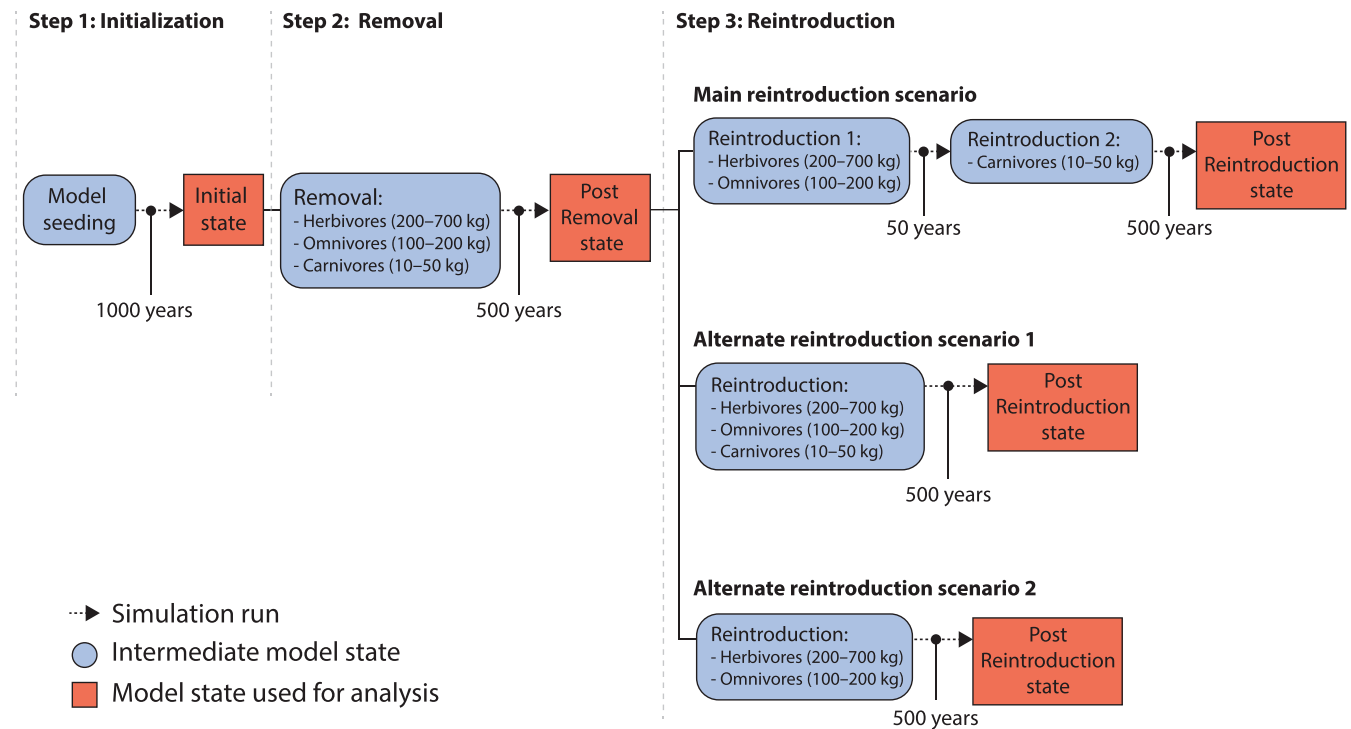 Step 1: Initialization
Model
seeding
1000 years
Initial
state
Step 2: Removal
Removal:
- Herbivores (200–700 kg)
- Omnivores (100–200 kg)
- Carnivores (10–50 kg)
500 years
Post
Removal
state
Step 3: Reintroduction
Main reintroduction scenario
Reintroduction 1:
- Herbivores (200–700 kg)
- Omnivores (100–200 kg)
50 years
Reintroduction 2:
- Carnivores (10–50 kg)
500 years
Post
Reintroduction
state
Alternate reintroduction scenario 1
Reintroduction:
- Herbivores (200–700 kg)
- Omnivores (100–200 kg)
- Carnivores (10–50 kg)
500 years
Post
Reintroduction
state
Alternate reintroduction scenario 2
Reintroduction:
- Herbivores (200–700 kg)
- Omnivores (100–200 kg)
500 years
Post
Reintroduction
state
Simulation run
Intermediate model state
Model state used for analysis